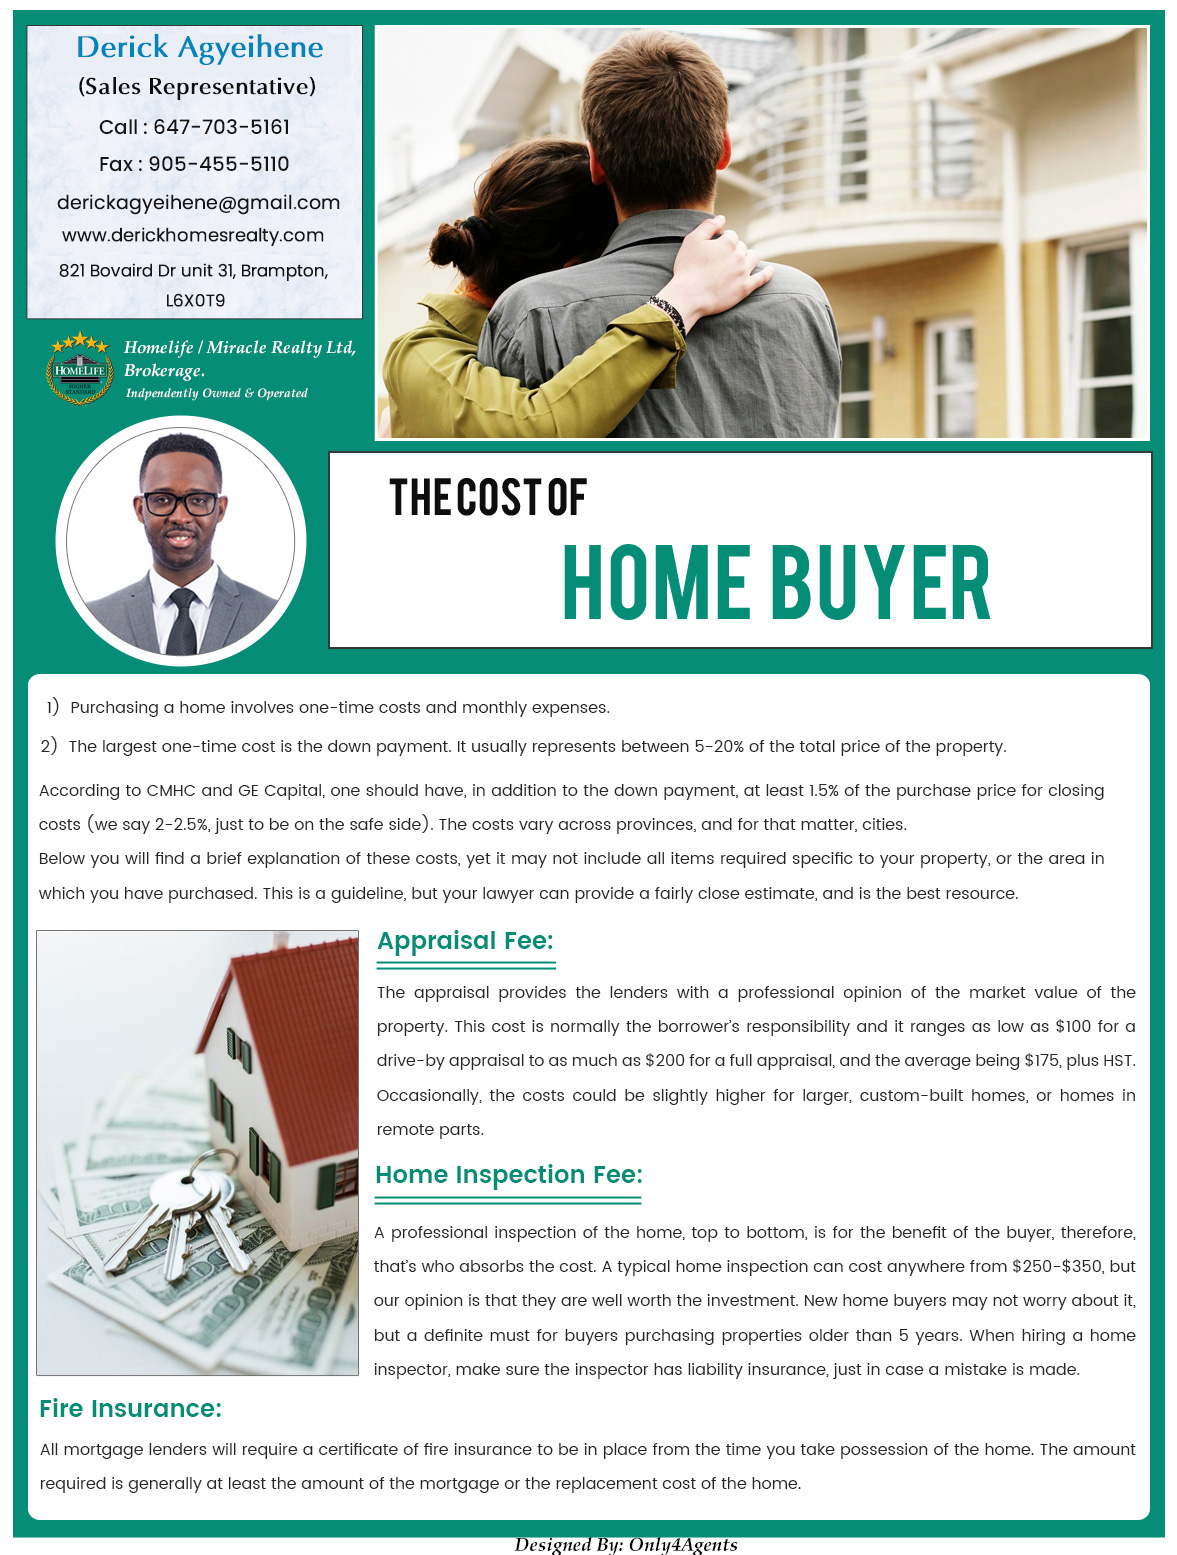 Derick Agyeihene
(Sales Representative)
Call : 647-703-5161
Fax : 905-455-5110
derickagyeihene@gmail.com
www.derickhomesrealty.com
821 Bovaird Dr unit 31, Brampton,
L6X0T9
HOMELIFE
HIGHER
STANDARDS
Homelife / Miracle Realty Ltd,
Brokerage.
Indpendently Owned & Operated
THE COST OF
HOME BUYER
1) Purchasing a home involves one-time costs and monthly expenses.
2) The largest one-time cost is the down payment. It usually represents between 5-20% of the total price of the property.
According to CMHC and GE Capital, one should have, in addition to the down payment, at least 1.5% of the purchase price for closing
costs (we say 2-2.5%, just to be on the safe side). The costs vary across provinces, and for that matter, cities.
Below you will find a brief explanation of these costs, yet it may not include all items required specific to your property, or the area in
which you have purchased. This is a guideline, but your lawyer can provide a fairly close estimate, and is the best resource.
Appraisal Fee:
The appraisal provides the lenders with a professional opinion of the market value of the
property. This cost is normally the borrower's responsibility and it ranges as low as $100 for a
drive-by appraisal to as much as $200 for a full appraisal, and the average being $175, plus HST.
Occasionally, the costs could be slightly higher for larger, custom-built homes, or homes in
remote parts.
Home Inspection Fee:
A professional inspection of the home, top to bottom, is for the benefit of the buyer, therefore,
that's who absorbs the cost. A typical home inspection can cost anywhere from $250-$350, but
our opinion is that they are well worth the investment. New home buyers may not worry about it,
but a definite must for buyers purchasing properties older than 5 years. When hiring a home
inspector, make sure the inspector has liability insurance, just in case a mistake is made.
Fire Insurance:
All mortgage lenders will require a certificate of fire insurance to be in place from the time you take possession of the home. The amount
required is generally at least the amount of the mortgage or the replacement cost of the home.
Designed By: Only4Agents